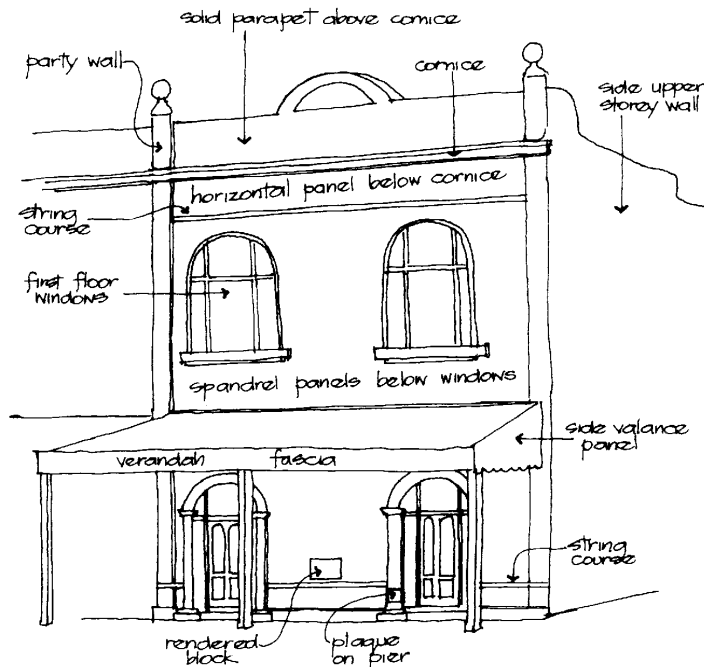 solid parapet above cornice
party wall
cornice
side upper
storey wall
horizontal panel below cornice
string
course
first floor
windows
spandrel panels below windows
side valance
panel
verandah fascia
string
course
rendered
block
plaque
on pier